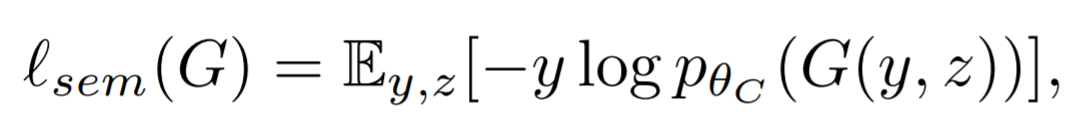 ℓ_{sem}(G) = 𝔼_{y,z}[−y log p_{θ_C}(G(y, z))],